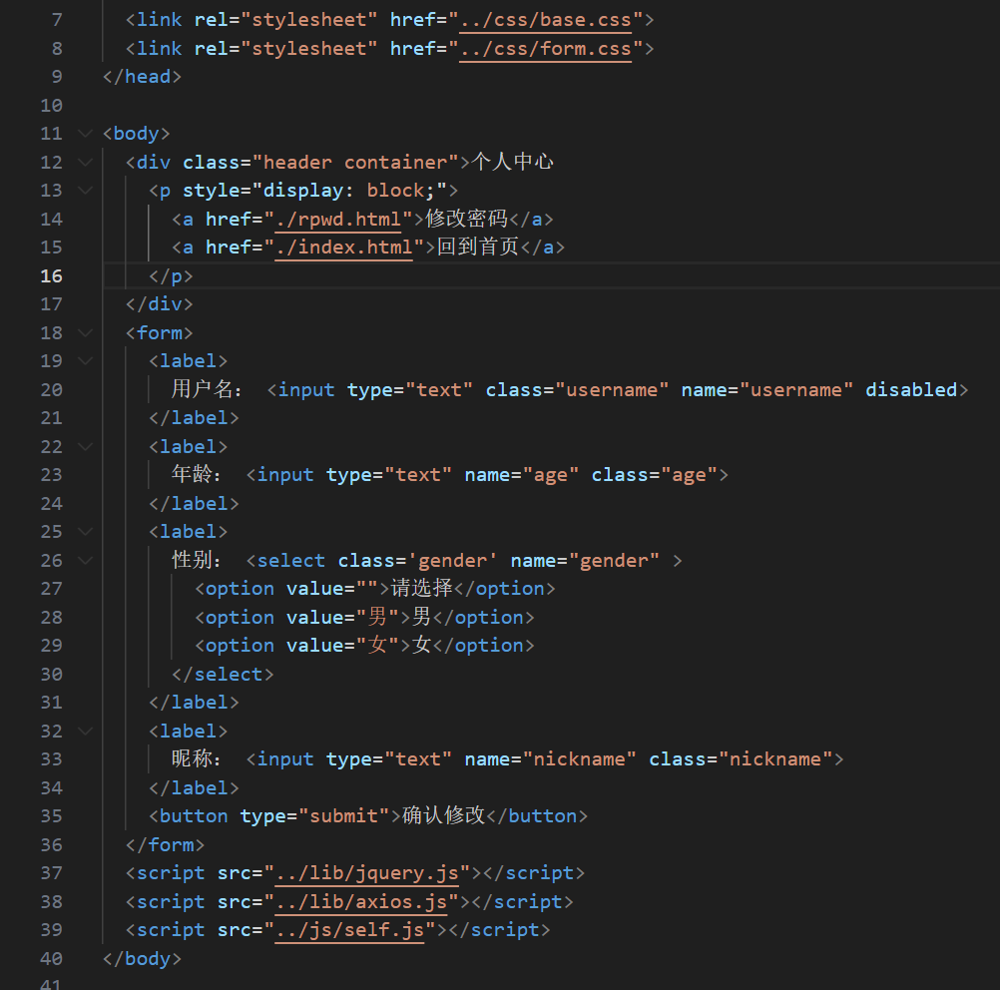 7 <link rel="stylesheet" href="../css/base.css">
8 <link rel="stylesheet" href="../css/form.css">
9 </head>
10
11 <body>
12 <div class="header container">个人中心
13 <p style="display: block;">
14 <a href="./rpwd.html">修改密码</a>
15 <a href="./index.html">回到首页</a>
16 </p>
17 </div>
18 <form>
19 <label>
20 用户名： <input type="text" class="username" name="username" disabled>
21 </label>
22 <label>
23 年龄： <input type="text" name="age" class="age">
24 </label>
25 <label>
26 性别： <select class='gender' name="gender" >
27 <option value="">请选择</option>
28 <option value="男">男</option>
29 <option value="女">女</option>
30 </select>
31 </label>
32 <label>
33 昵称： <input type="text" name="nickname" class="nickname">
34 </label>
35 <button type="submit">确认修改</button>
36 </form>
37 <script src="../lib/jquery.js"></script>
38 <script src="../lib/axios.js"></script>
39 <script src="../js/self.js"></script>
40 </body>
41